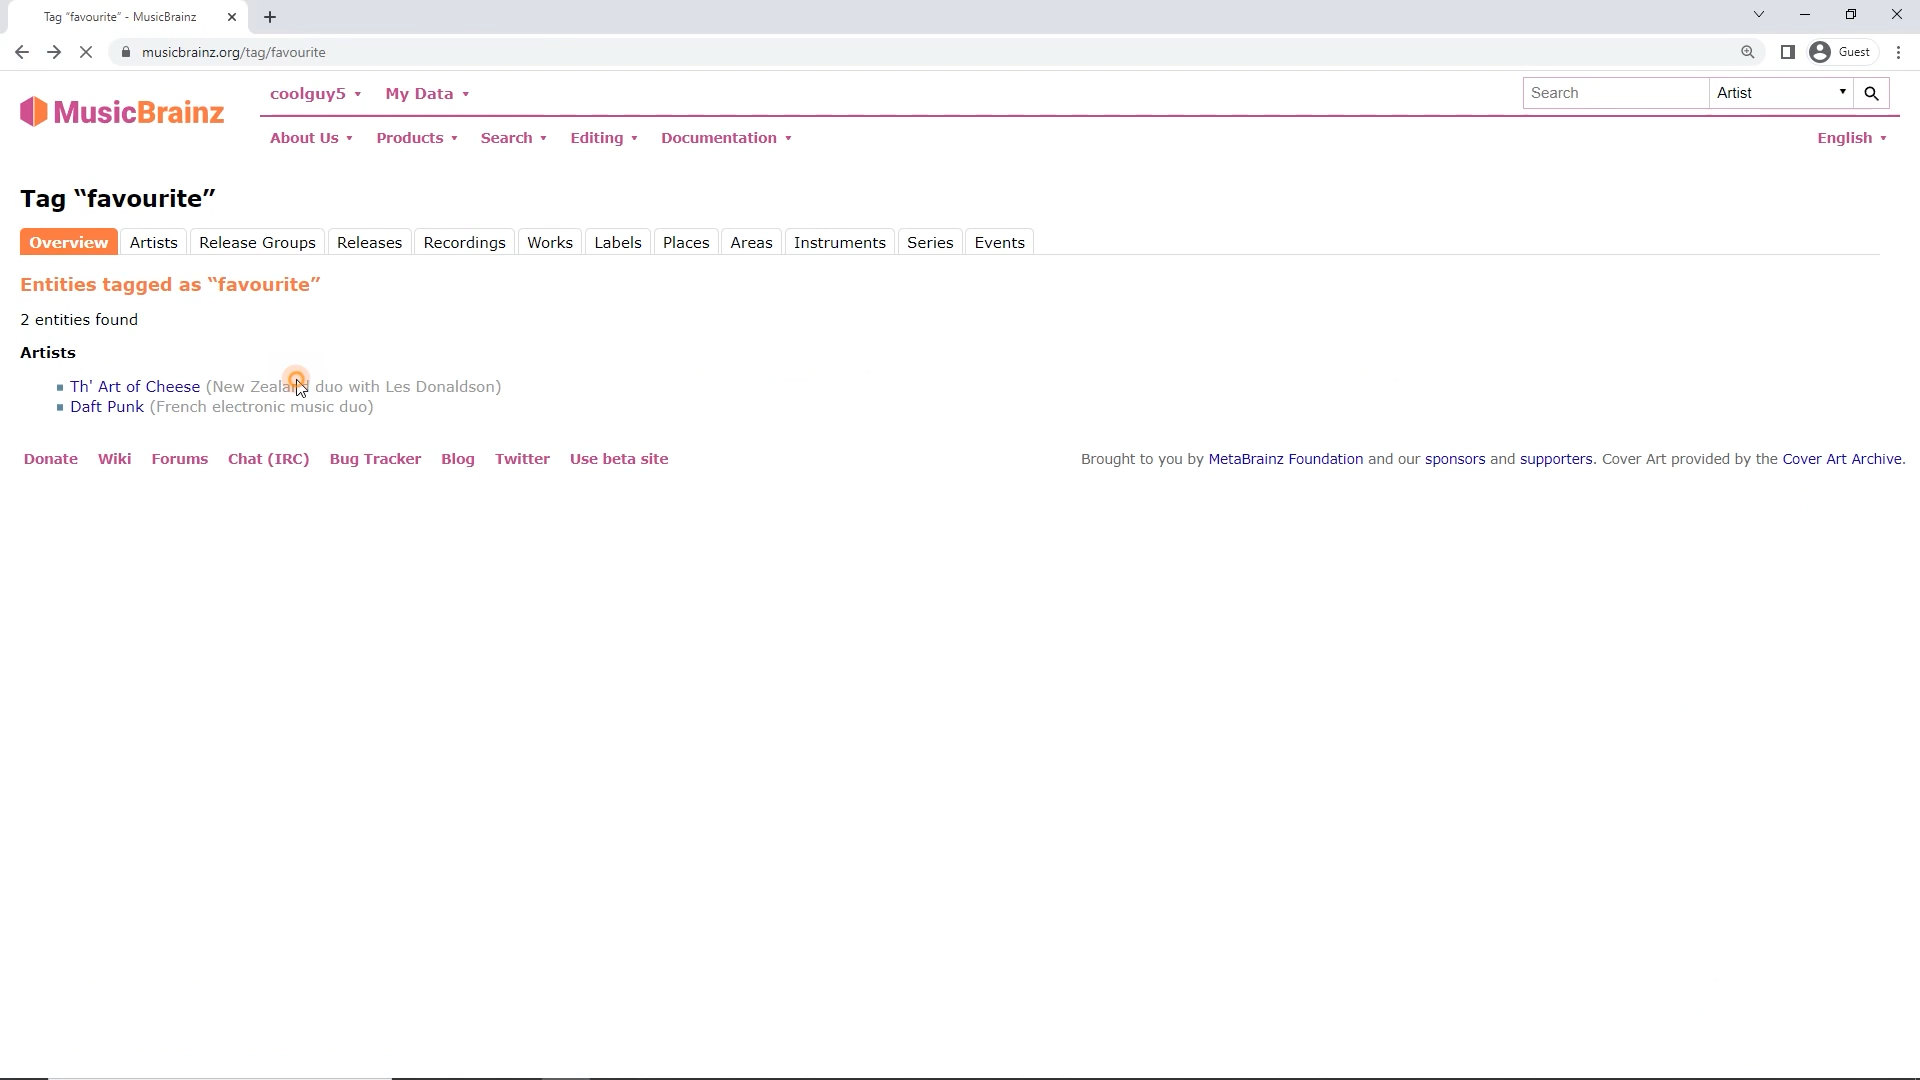 Tag “favourite” - MusicBrainz
musicbrainz.org/tag/favourite
Guest
MusicBrainz
coolguy5 My Data
Search Artist
About Us Products Search Editing Documentation English
Tag “favourite”
Overview Artists Release Groups Releases Recordings Works Labels Places Areas Instruments Series Events
Entities tagged as “favourite”
2 entities found
Artists
Th' Art of Cheese (New Zealand duo with Les Donaldson)
Daft Punk (French electronic music duo)
Donate Wiki Forums Chat (IRC) Bug Tracker Blog Twitter Use beta site
Brought to you by MetaBrainz Foundation and our sponsors and supporters. Cover Art provided by the Cover Art Archive.